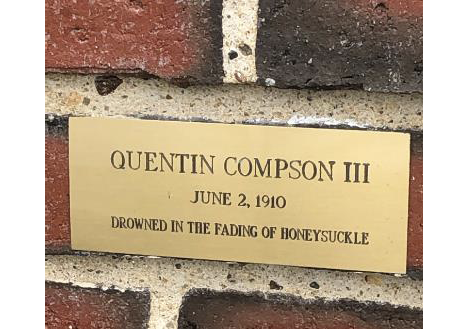 QUENTIN COMPSON III
JUNE 2, 1910
DROWNED IN THE FADING OF HONEYSUCKLE